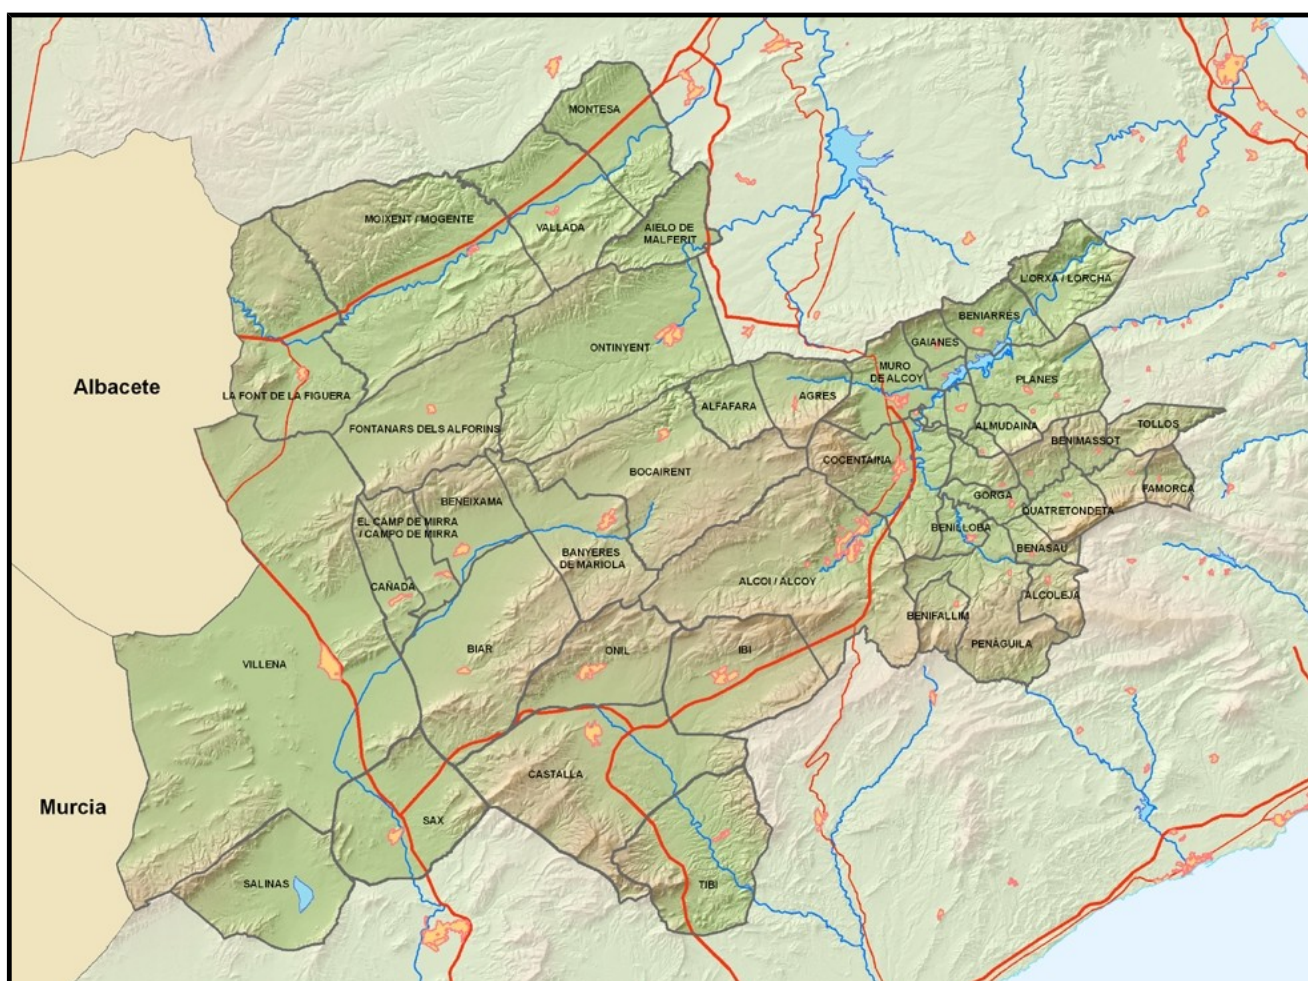 MONTESA
MOIXENT / MOGENTE
VALLADA
AIELO DE
MALFERIT
L'ORXA / LORCHA
BENIARRÉS
GAIANES
ONTINYENT
MURO
DE ALCOY
PLANES
Albacete
LA FONT DE LA FIGUERA
ALFAFARA
AGRES
FONTANARS DELS ALFORINS
ALMUDAINA
TOLLOS
BENIMASSOT
BOCAIRENT
COCENTAINA
FAMORCA
BENEIXAMA
GORGA
QUATRETONDETA
EL CAMP DE MIRRA
/ CAMPO DE MIRRA
BENILLOBA
BANYERES
DE MARIOLA
BENASAU
CAÑADA
ALCOI / ALCOY
ALCOLEJA
BENIFALLIM
PENÀGUILA
VILLENA
BIAR
ONIL
IBI
CASTALLA
Murcia
SAX
SALINAS
TIBI